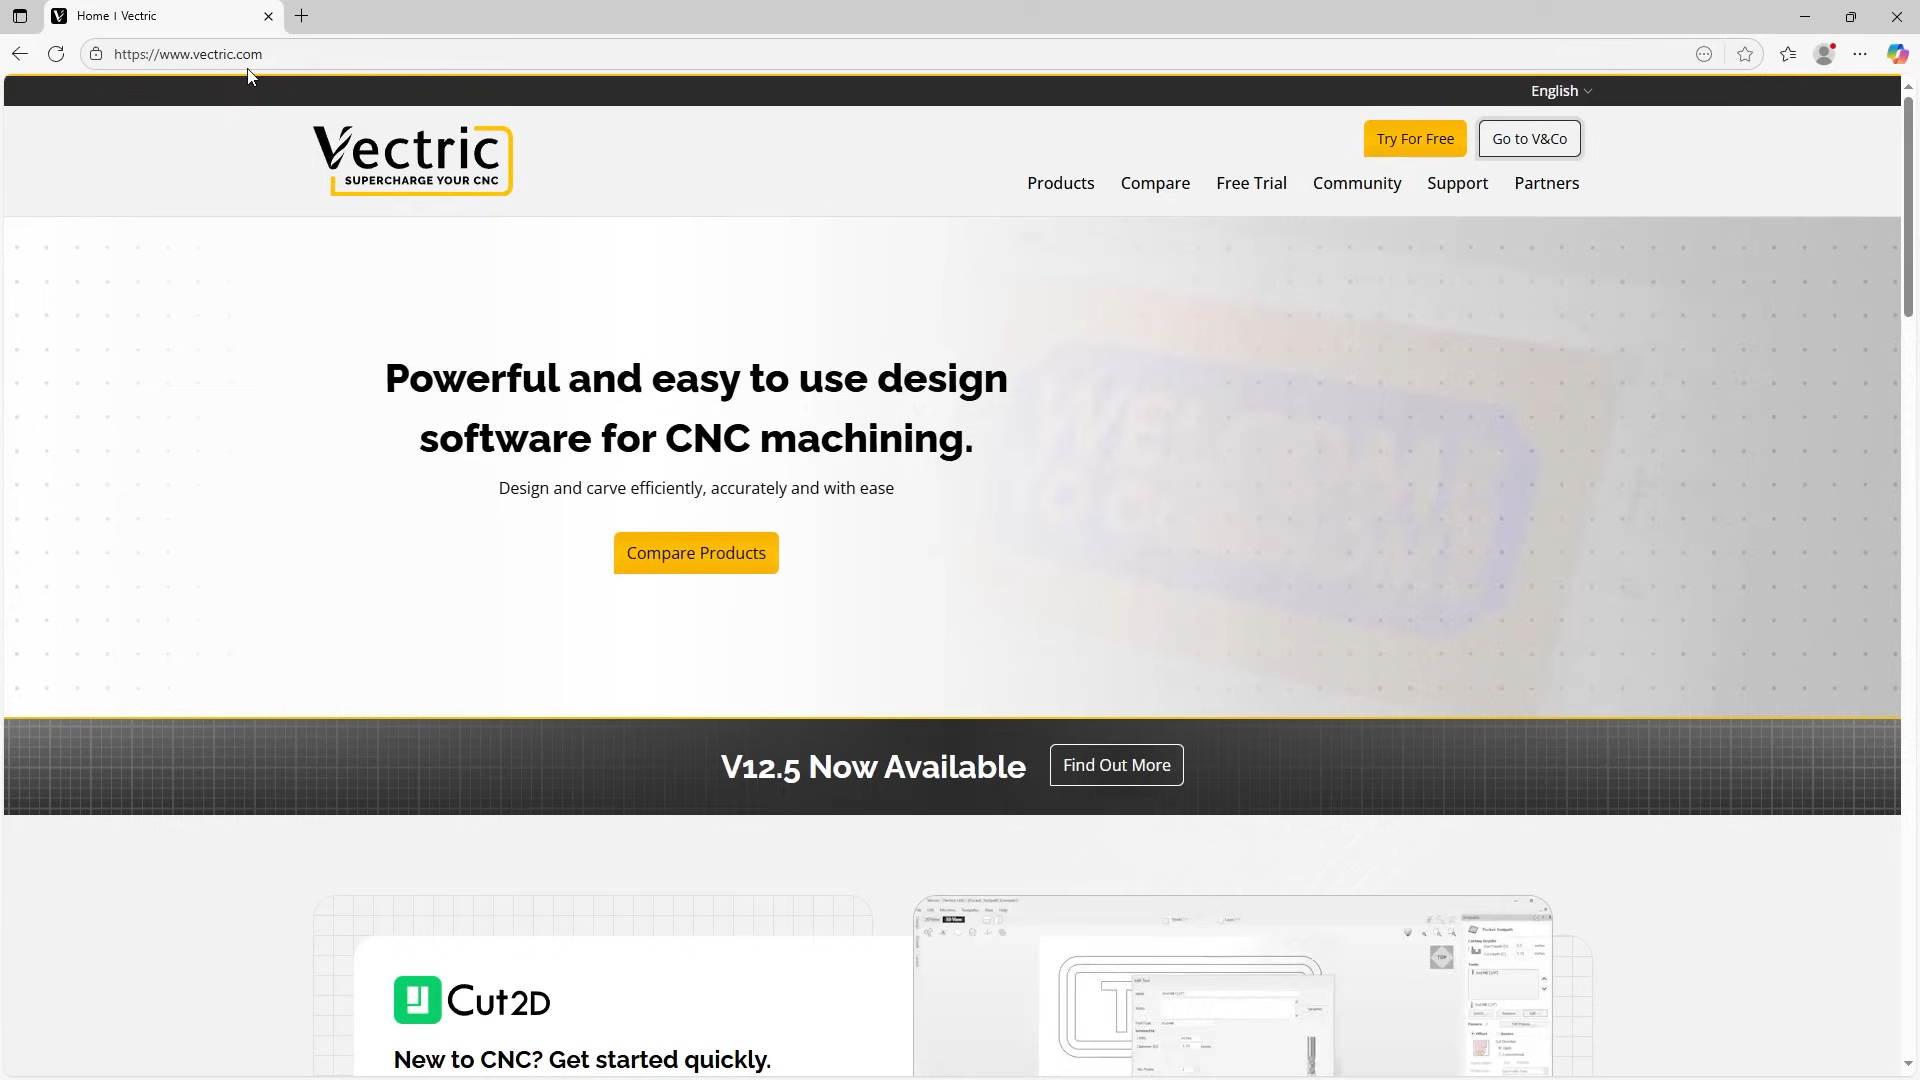 Home | Vectric
https://www.vectric.com
English
Vectric
SUPERCHARGE YOUR CNC
Try For Free
Go to V&Co
Products
Compare
Free Trial
Community
Support
Partners
Powerful and easy to use design
software for CNC machining.
Design and carve efficiently, accurately and with ease
Compare Products
V12.5 Now Available
Find Out More
Cut2D
New to CNC? Get started quickly.
TOP